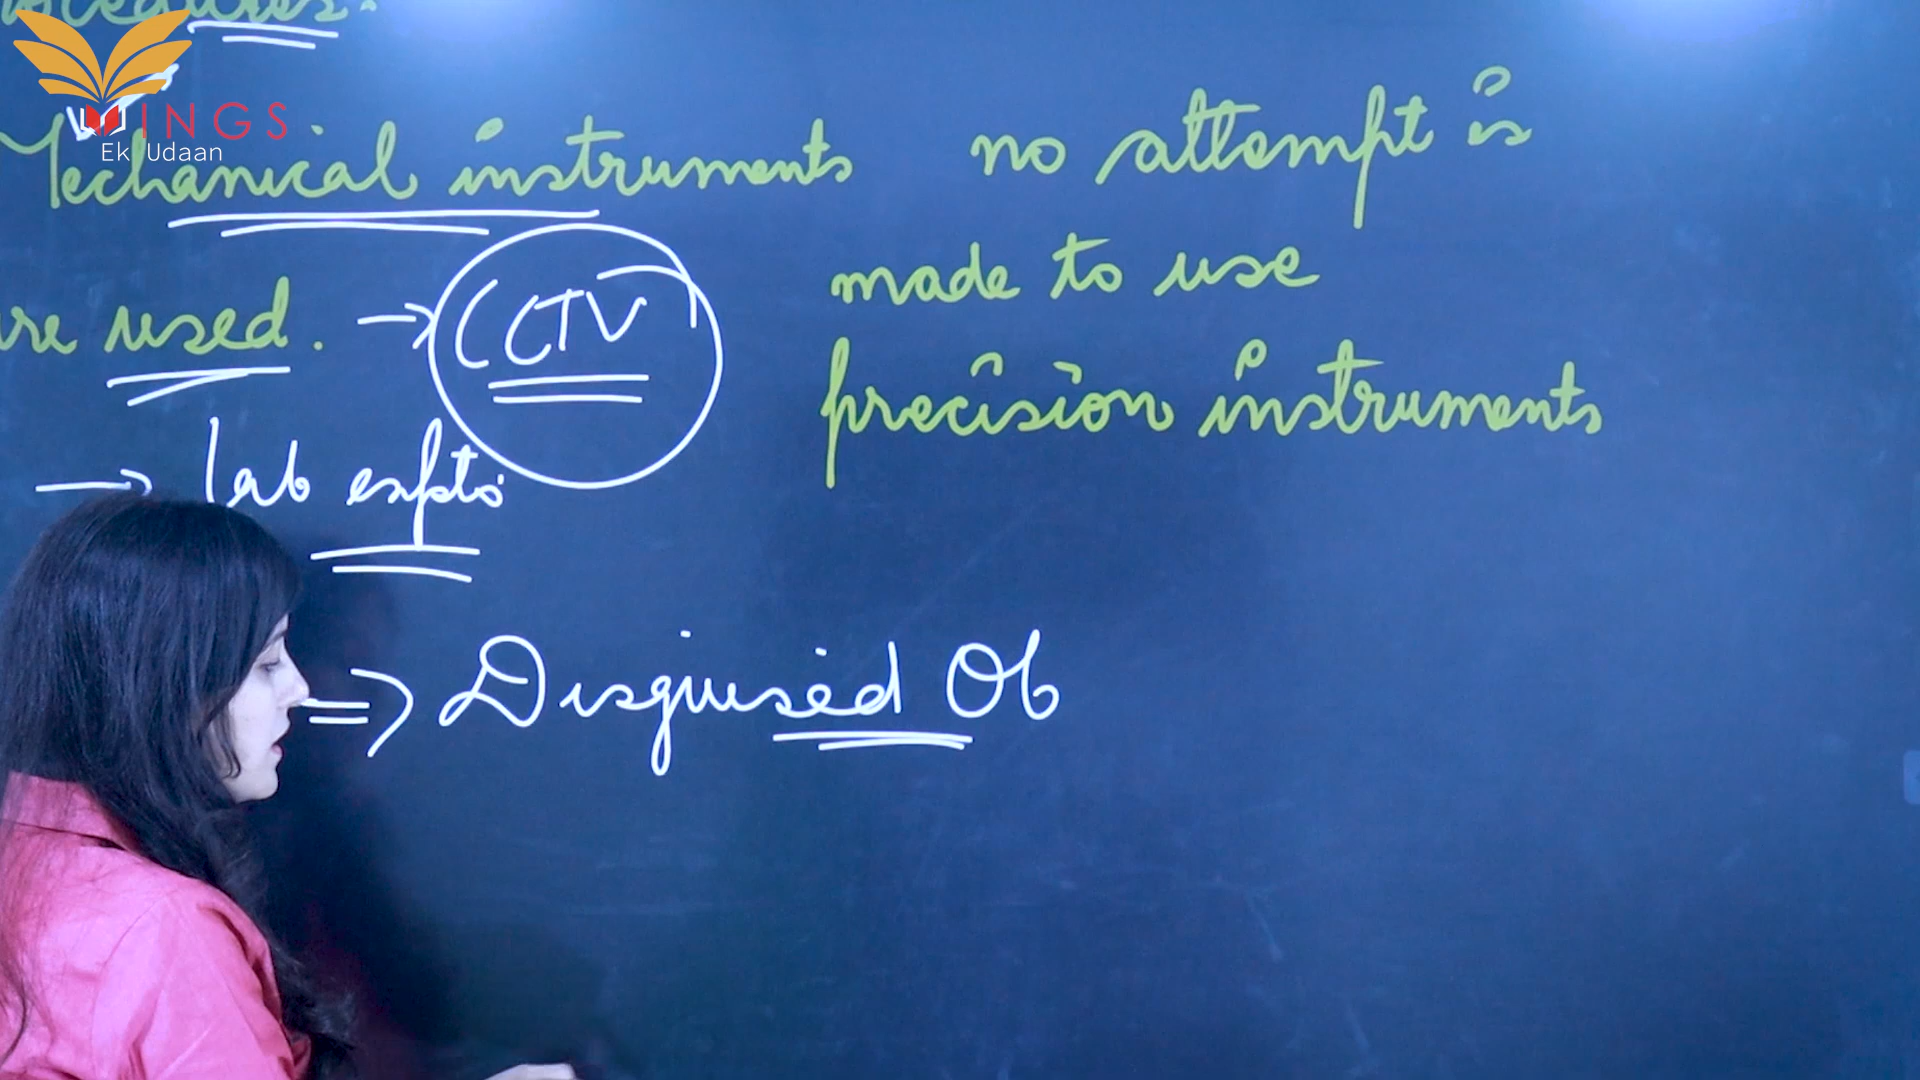 WINGS
Ek Udaan
Mechanical instruments
are used. → CCTV
→ lab expts
⇒ Disguised Ob
no attempt is
made to use
precision instruments